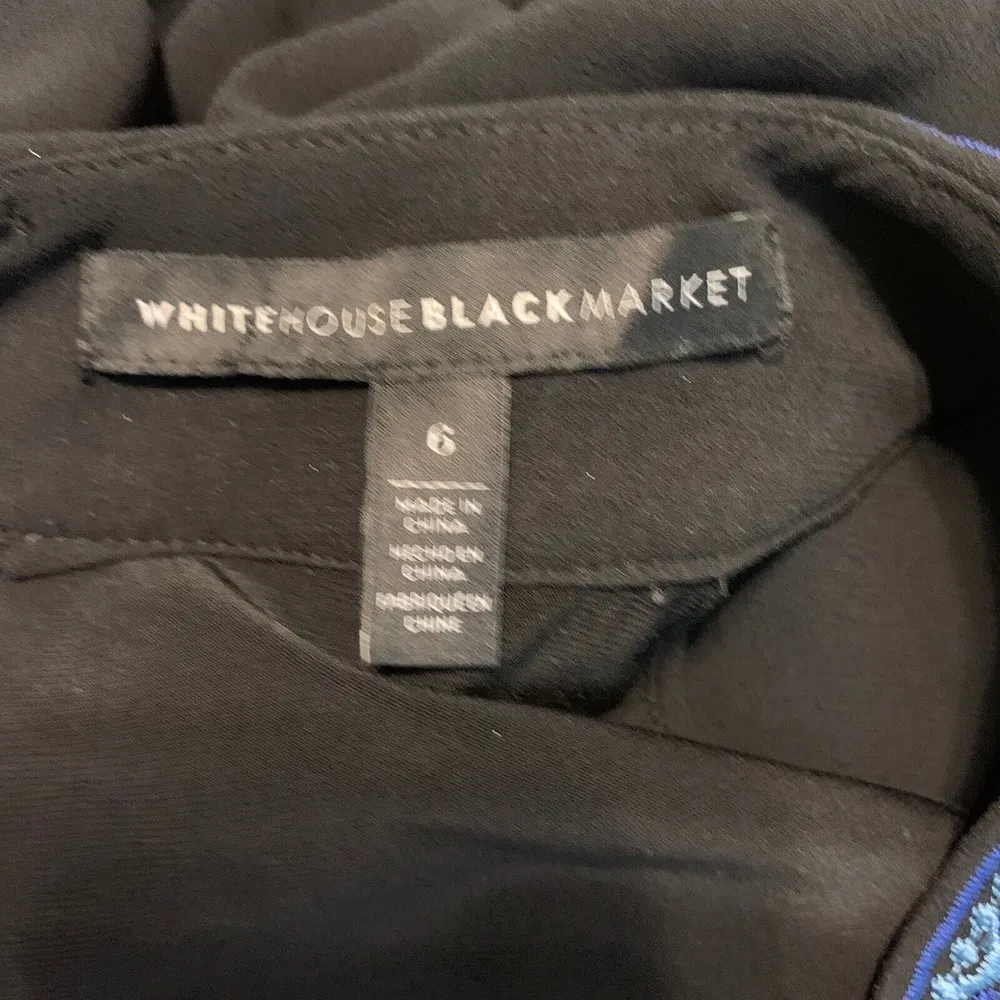 WHITEHOUSEBLACKMARKET
6
MADE IN
CHINA
HECHO EN
CHINA
FABRIQUÉ EN
CHINE